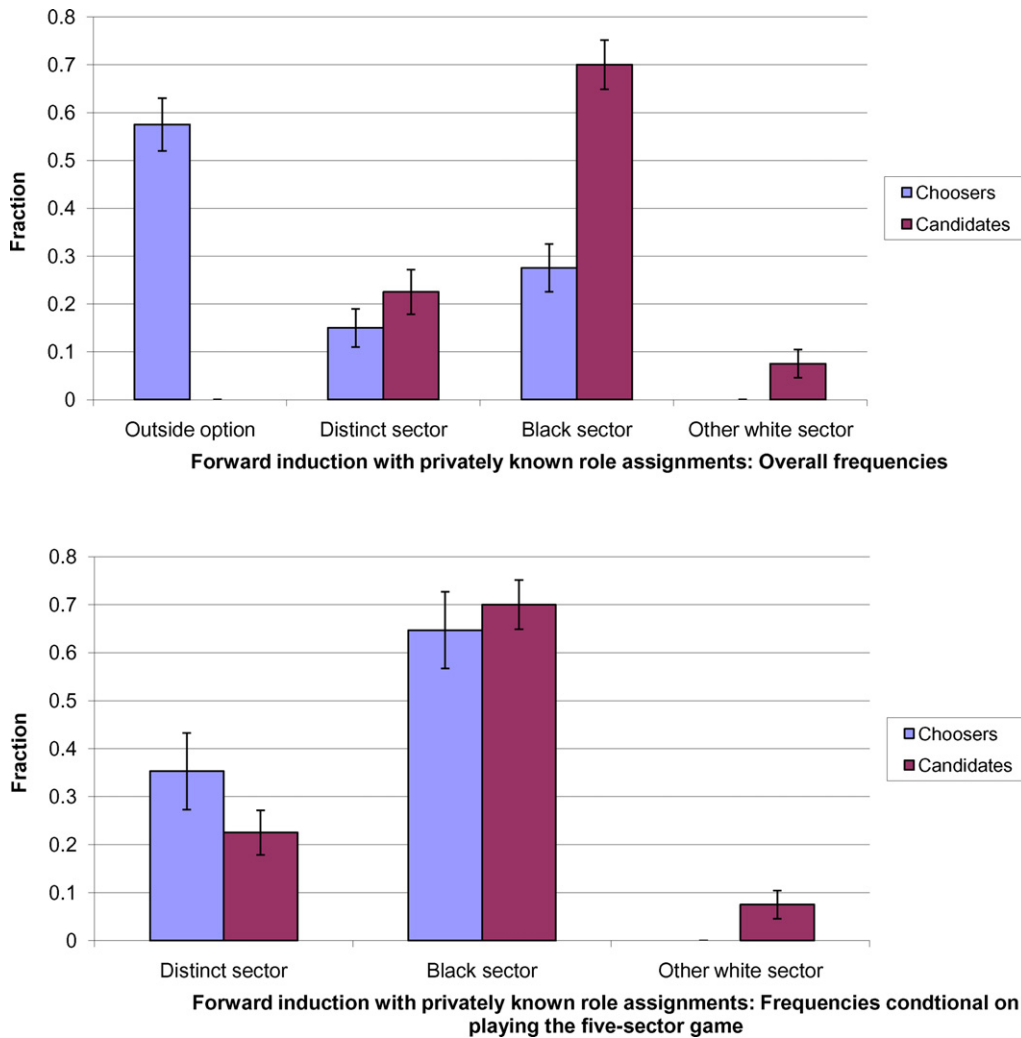 0.8
0.7
0.6
0.5
0.4
0.3
0.2
0.1
0
Fraction
Outside option Distinct sector Black sector Other white sector
Choosers
Candidates
Forward induction with privately known role assignments: Overall frequencies
0.8
0.7
0.6
0.5
0.4
0.3
0.2
0.1
0
Fraction
Distinct sector Black sector Other white sector
Choosers
Candidates
Forward induction with privately known role assignments: Frequencies condtional on
playing the five-sector game